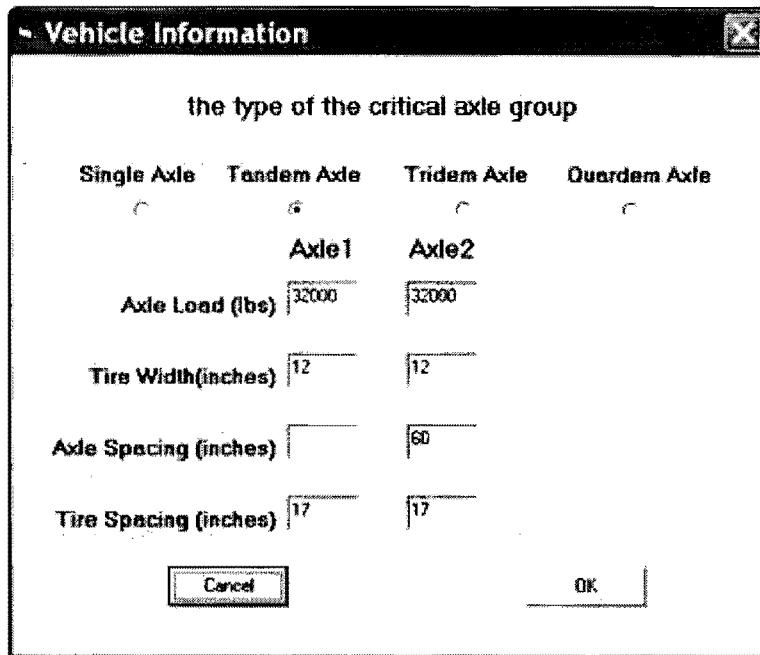 Vehicle Information
the type of the critical axle group
Single Axle Tandem Axle Tridem Axle Quardem Axle
Axle1 Axle2
Axle Load (lbs) 32000 32000
Tire Width(inches) 12 12
Axle Spacing (inches) 60
Tire Spacing (inches) 17 17
Cancel OK